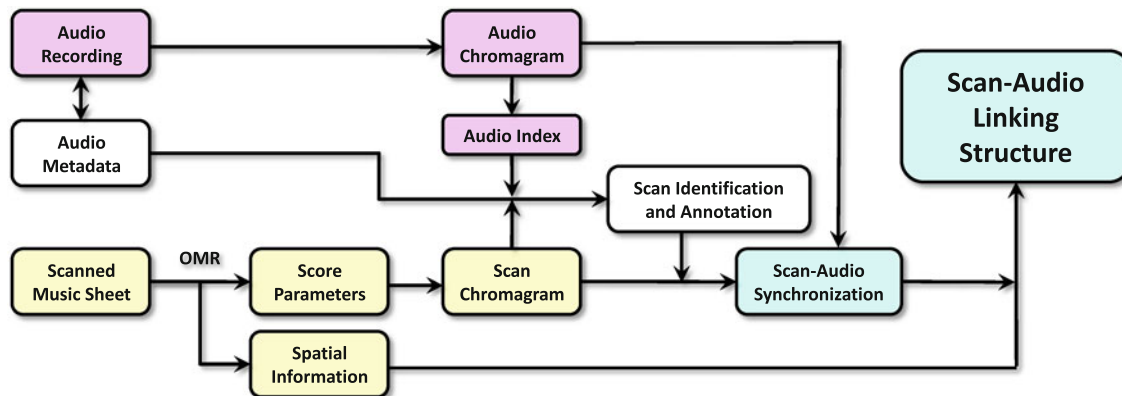 Audio
Recording
Audio
Chromagram
Scan-Audio
Linking
Structure
Audio
Metadata
Audio Index
Scan Identification
and Annotation
OMR
Scanned
Music Sheet
Score
Parameters
Scan
Chromagram
Scan-Audio
Synchronization
Spatial
Information